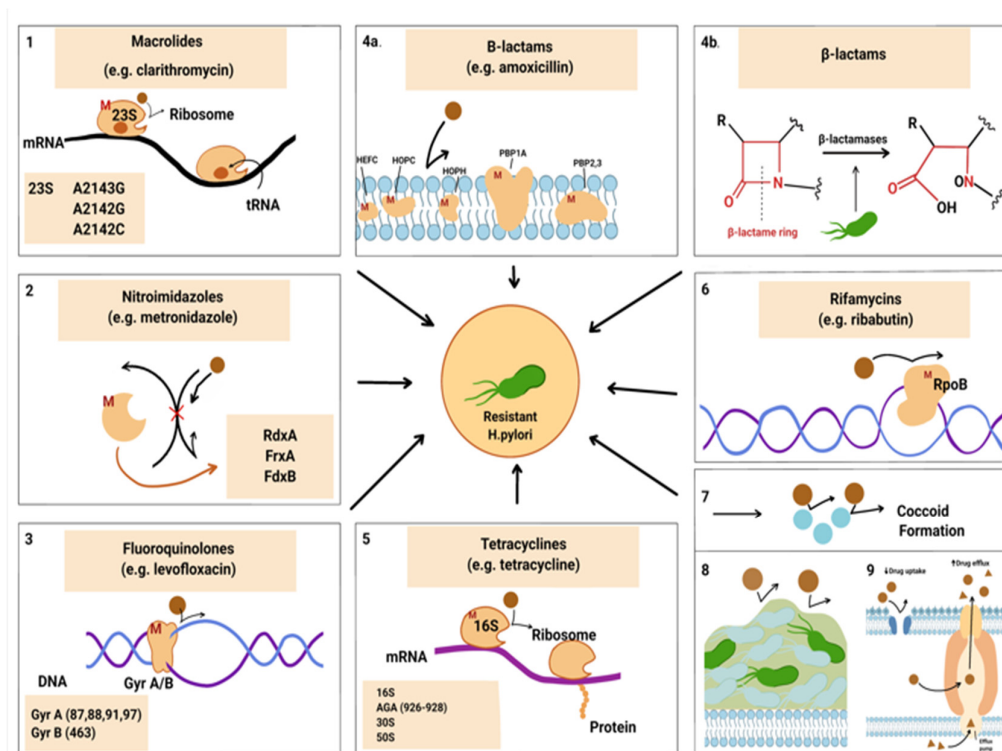 1
Macrolides
(e.g. clarithromycin)
M
23S
Ribosome
mRNA
tRNA
23S A2143G
A2142G
A2142C
4a.
B-lactams
(e.g. amoxicillin)
HEFC
HOPC
HOPH
PBP1A
PBP2,3
M
M
M
M
M
4b.
β-lactams
R
O
N
β-lactamases
R
O
OH
N
O
β-lactame ring
2
Nitroimidazoles
(e.g. metronidazole)
M
RdxA
FrxA
FdxB
Resistant
H.pylori
6
Rifamycins
(e.g. ribabutin)
M
RpoB
3
Fluoroquinolones
(e.g. levofloxacin)
M
DNA
Gyr A/B
Gyr A (87,88,91,97)
Gyr B (463)
5
Tetracyclines
(e.g. tetracycline)
M
16S
Ribosome
mRNA
16S
AGA (926-928)
30S
50S
Protein
7
Coccoid
Formation
8
9
↓Drug uptake
↑Drug efflux
Efflux